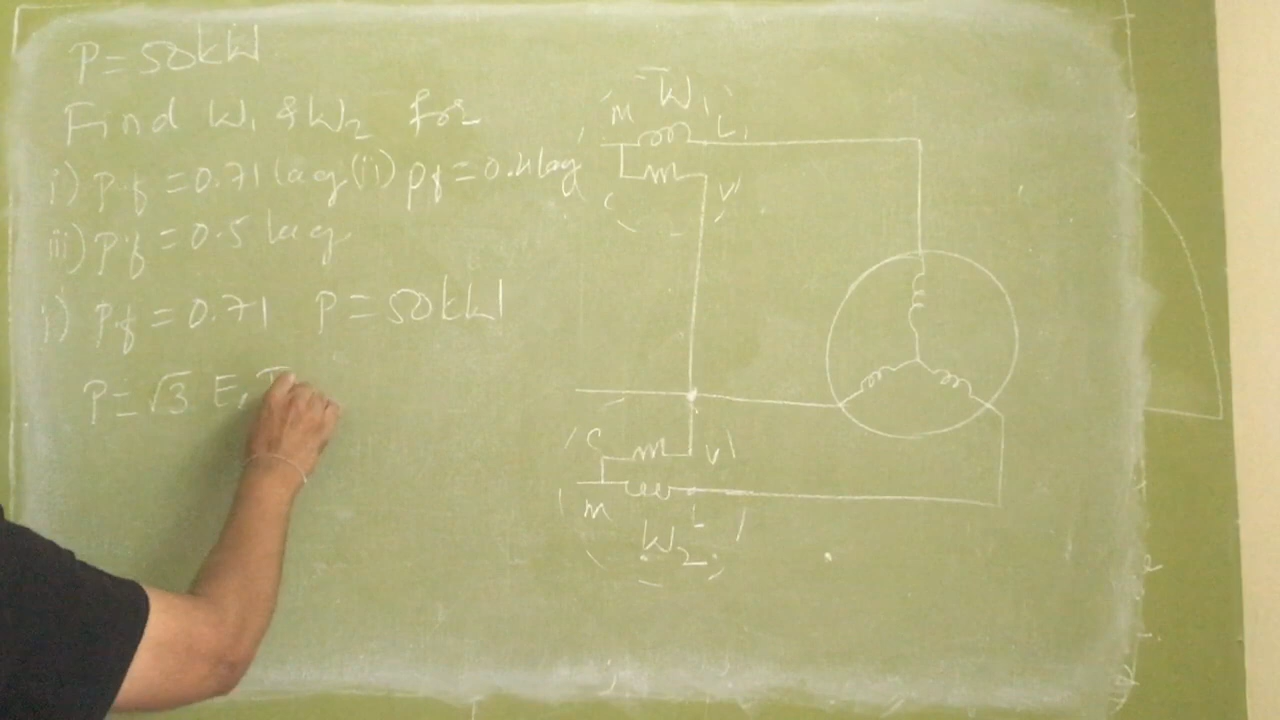 P = 50kW
Find W₁ & W₂ for
i) p.f = 0.71 lag (ii) pf = 0.4 lag
iii) p.f = 0.5 lag
i) P.f = 0.71 P = 50kW
P = √3 E
W₁
M L
C V
C V
M L
W₂